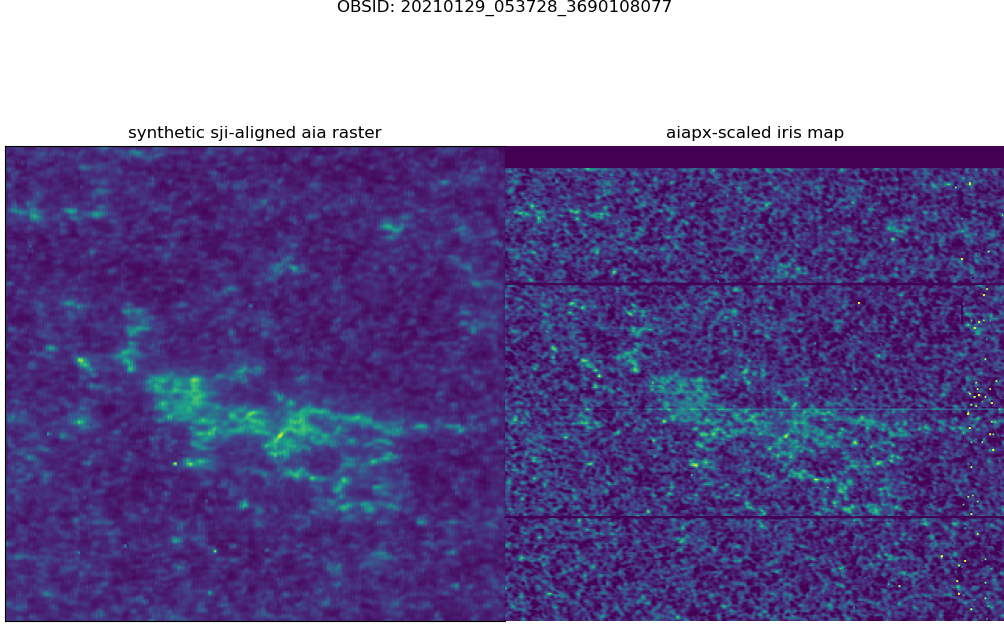 OBSID: 20210129_053728_3690108077
synthetic sji-aligned aia raster
aiapx-scaled iris map